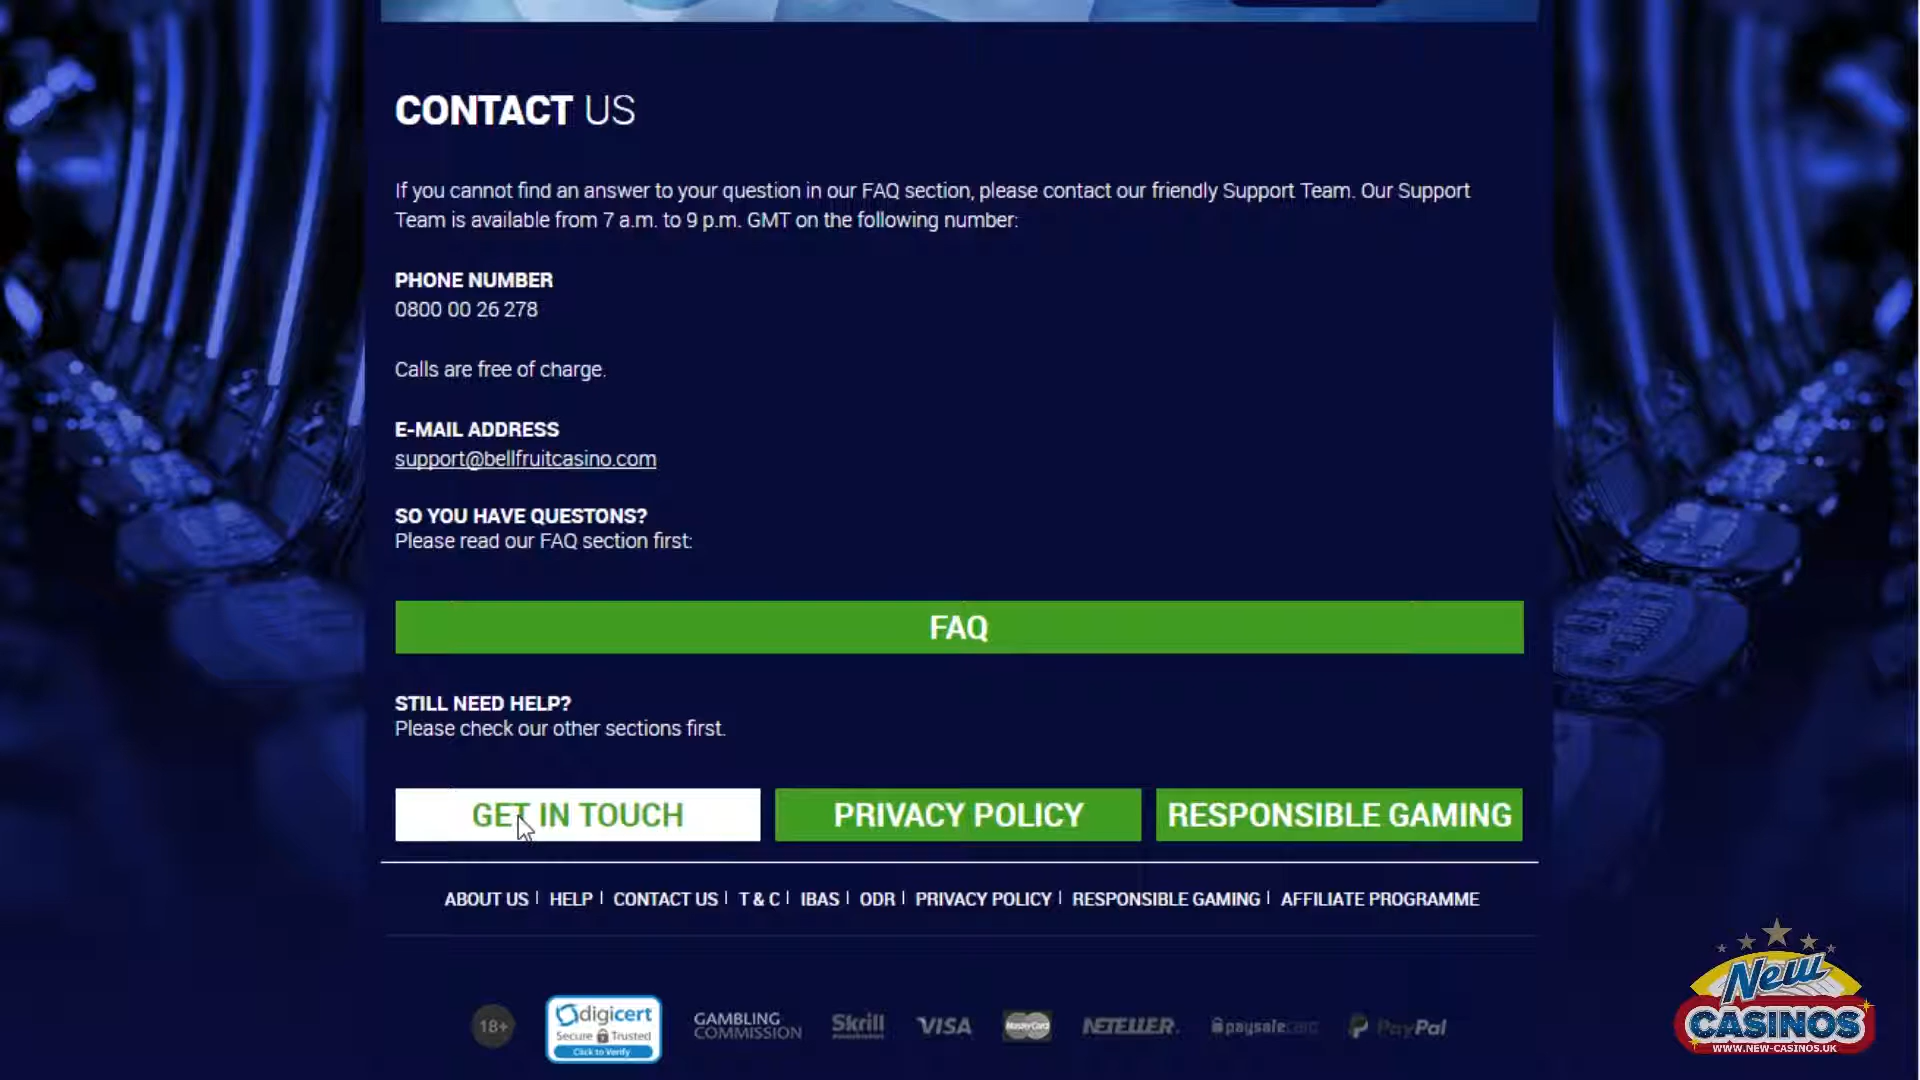 CONTACT US
If you cannot find an answer to your question in our FAQ section, please contact our friendly Support Team. Our Support
Team is available from 7 a.m. to 9 p.m. GMT on the following number:
PHONE NUMBER
0800 00 26 278
Calls are free of charge.
E-MAIL ADDRESS
support@bellfruitcasino.com
SO YOU HAVE QUESTONS?
Please read our FAQ section first:
FAQ
STILL NEED HELP?
Please check our other sections first.
GET IN TOUCH PRIVACY POLICY RESPONSIBLE GAMING
ABOUT US | HELP | CONTACT US | T & C | IBAS | ODR | PRIVACY POLICY | RESPONSIBLE GAMING | AFFILIATE PROGRAMME
18+
digicert
Secure Trusted
Click to Verify
GAMBLING
COMMISSION
Skrill
VISA
MasterCard
NETELLER.
paysafecard
PayPal
New
CASINOS
WWW.NEW-CASINOS.UK